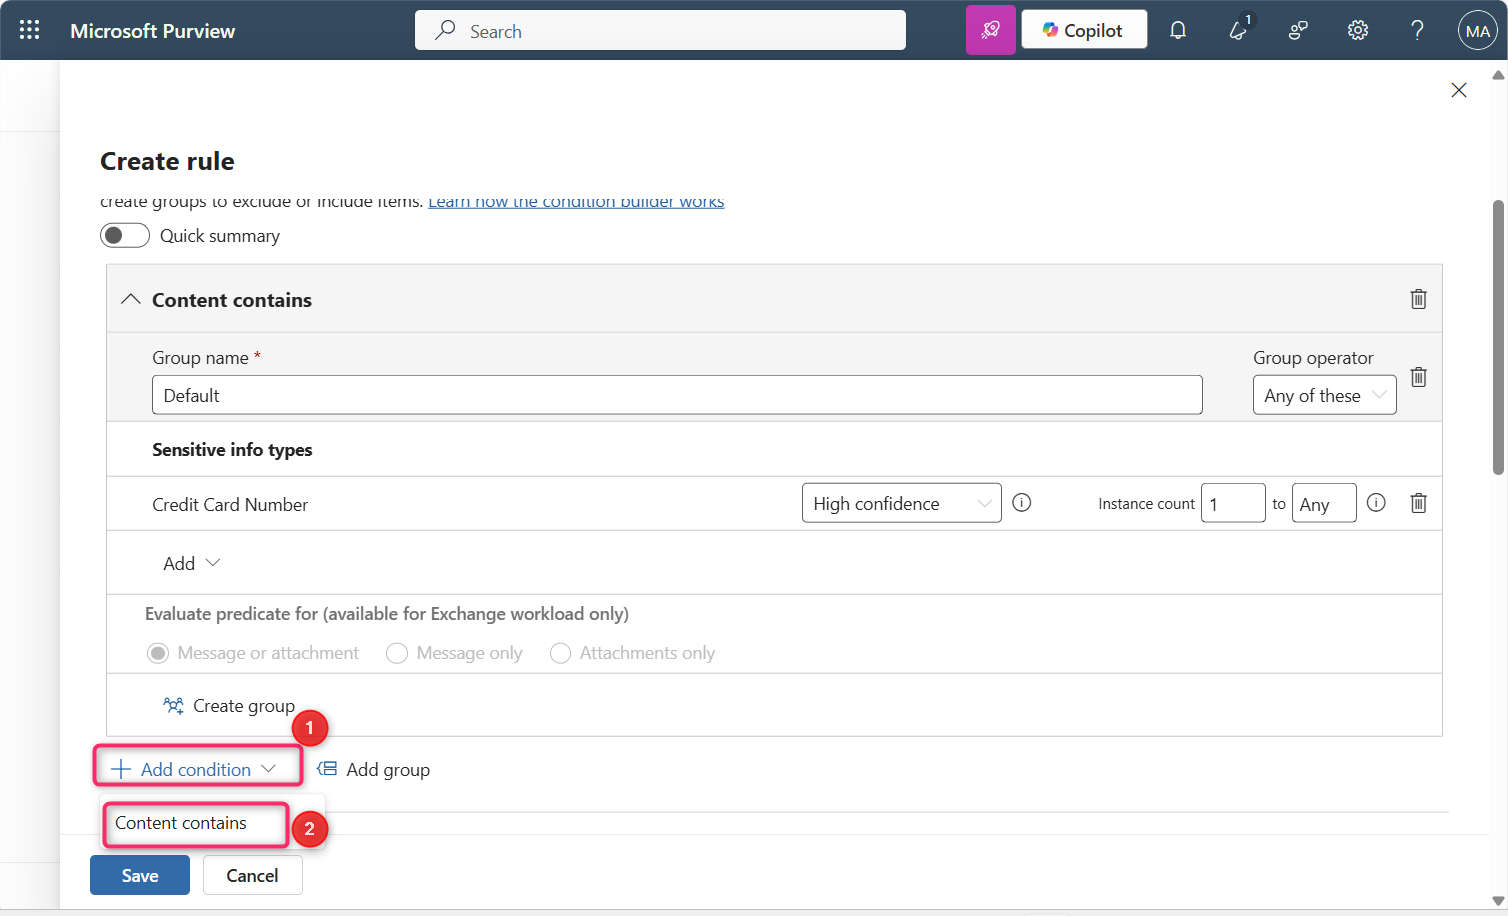 Microsoft Purview
Search
Copilot
1
MA
Create rule
create groups to exclude or include items. Learn how the condition builder works
Quick summary
Content contains
Group name *
Group operator
Default
Any of these
Sensitive info types
Credit Card Number
High confidence
Instance count 1 to Any
Add
Evaluate predicate for (available for Exchange workload only)
Message or attachment
Message only
Attachments only
Create group
1
Add condition
Add group
Content contains
2
Save
Cancel